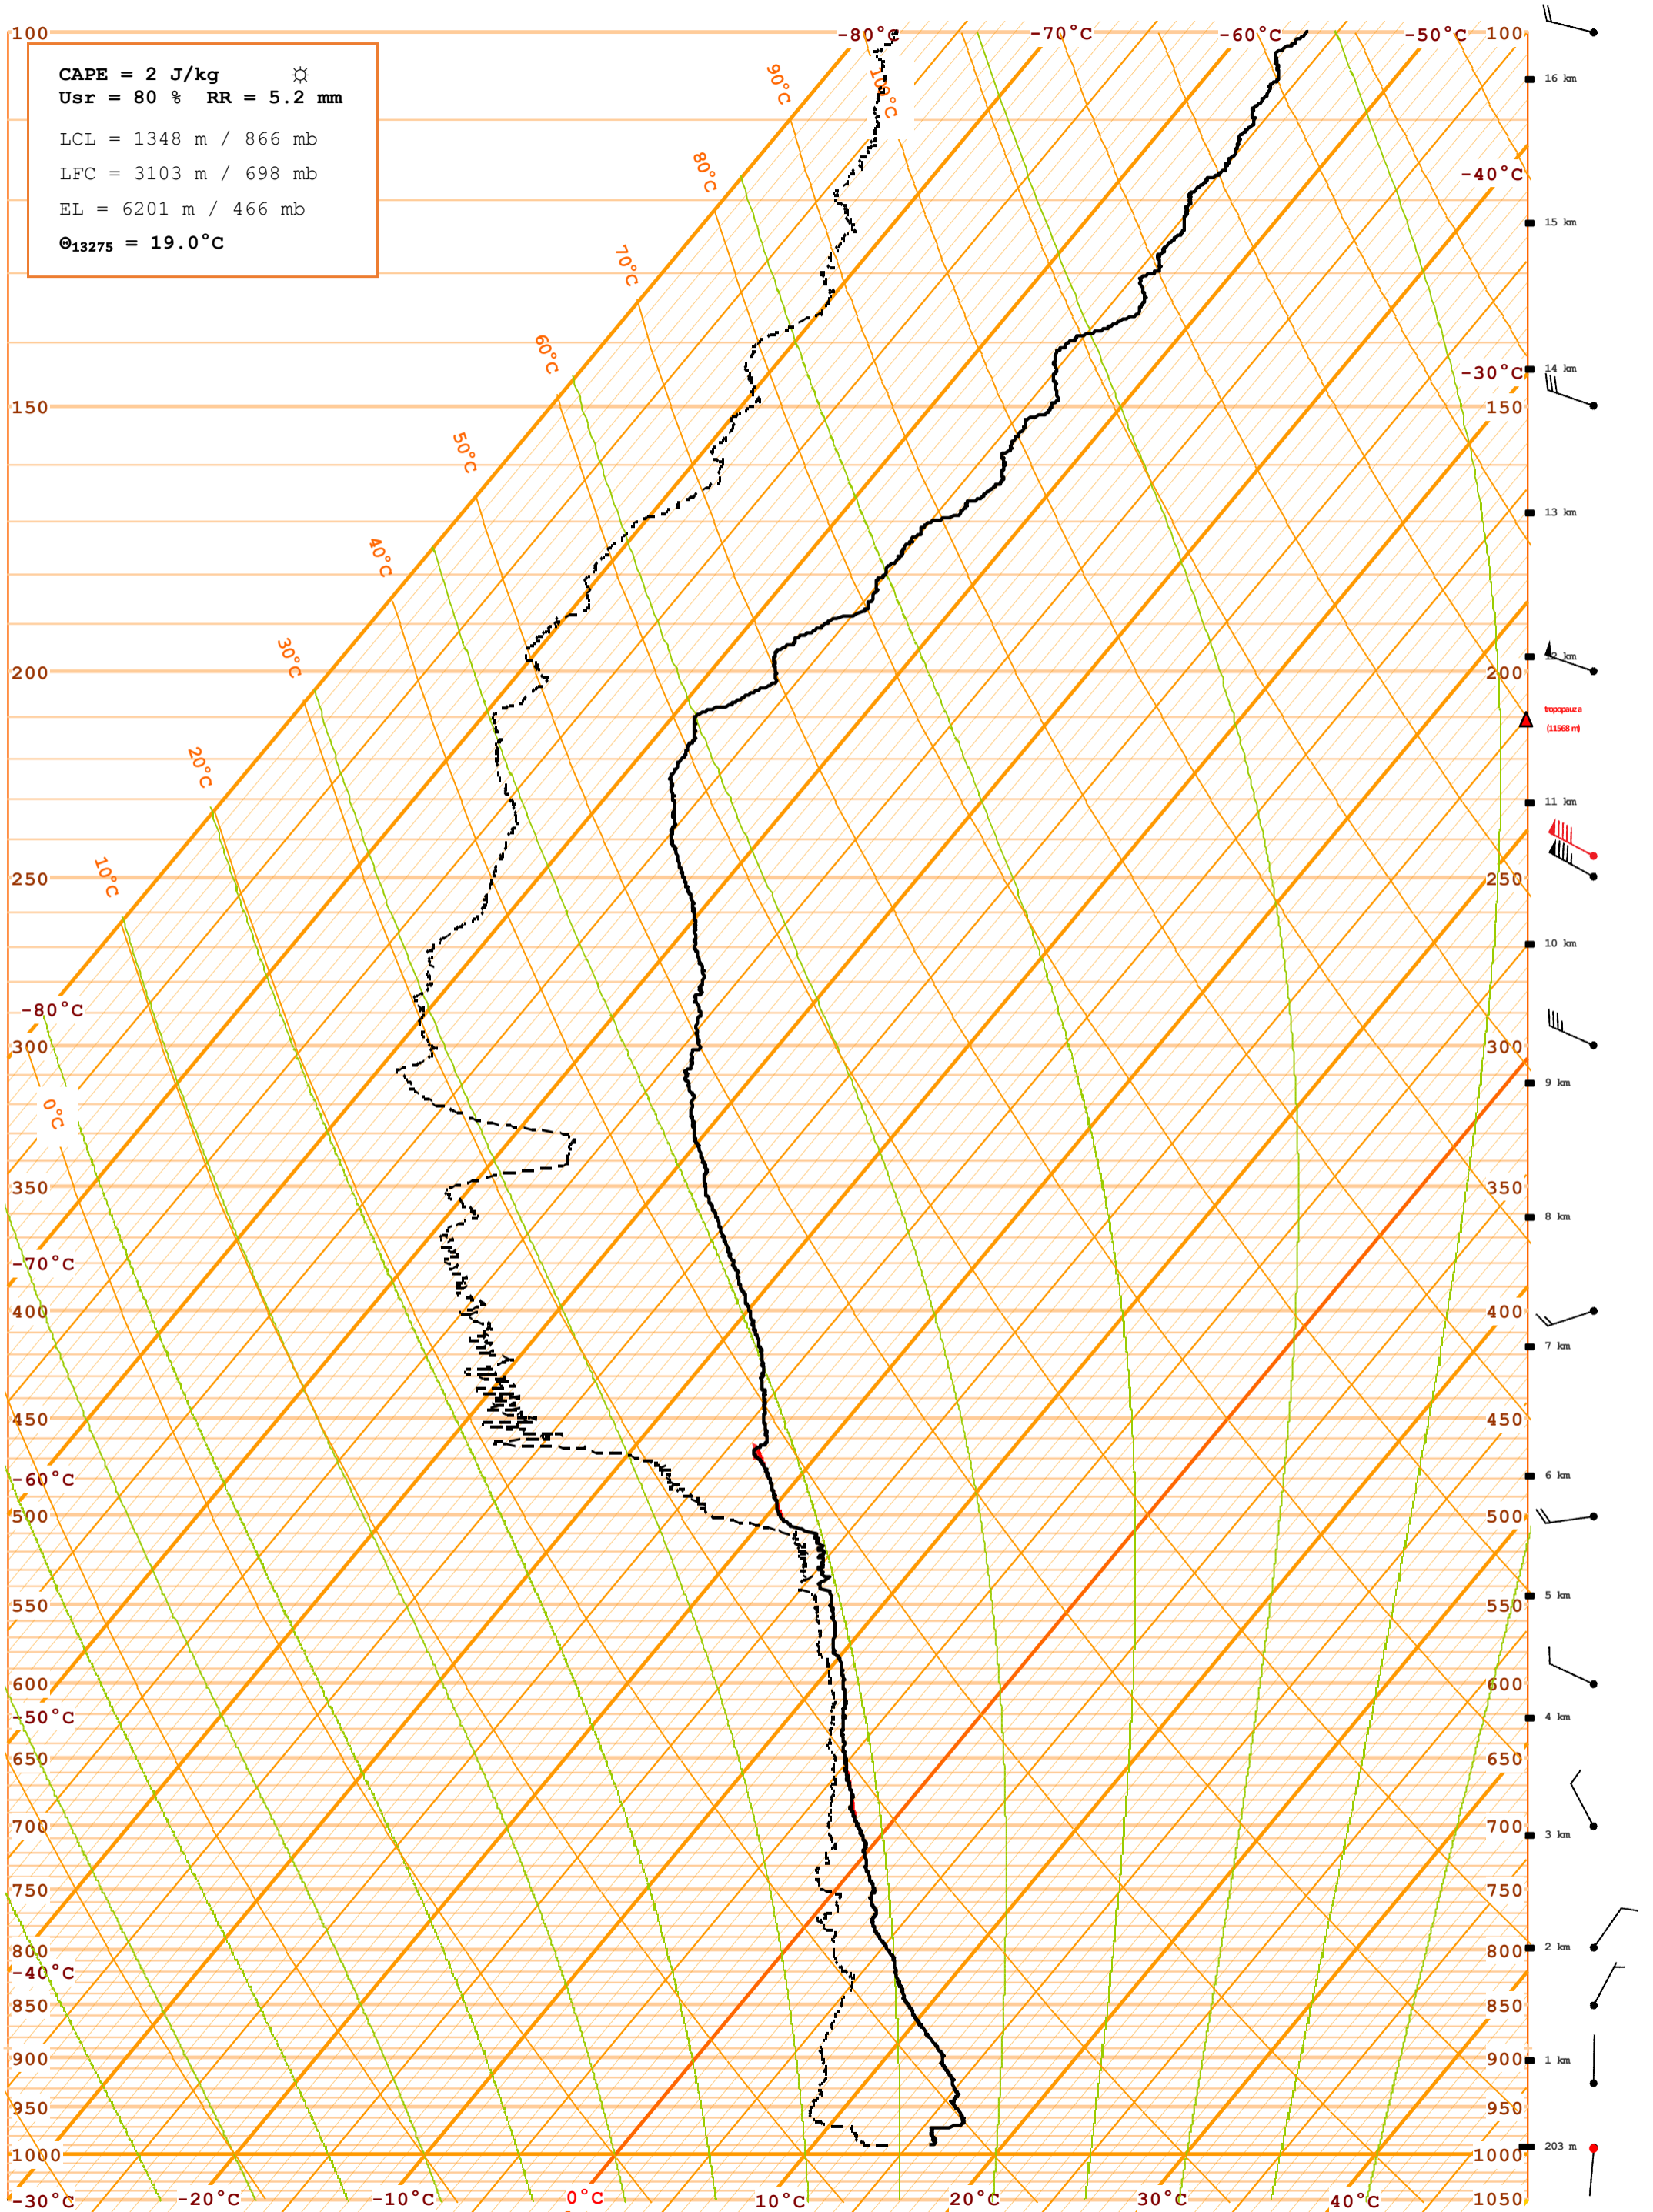 -80°C -70°C -60°C -50°C
100 100
CAPE = 2 J/kg ☼
Usr = 80 % RR = 5.2 mm
LCL = 1348 m / 866 mb
LFC = 3103 m / 698 mb
EL = 6201 m / 466 mb
Θ13275 = 19.0°C
90°C 100°C
16 km
80°C
-40°C
15 km
70°C
60°C
-30°C 14 km
150 150
50°C
13 km
40°C
30°C
12 km
200 200
tropopauza
(11568 m)
20°C
11 km
10°C
250 250
10 km
-80°C
300 300
9 km
0°C
350 350
8 km
-70°C
400 400
7 km
450 450
-60°C
6 km
500 500
5 km
550 550
600 600
-50°C
4 km
650 650
700 700
3 km
750 750
800 800
2 km
-40°C
850 850
900 900
1 km
950 950
1000 1000
203 m
-30°C -20°C -10°C 0°C 10°C 20°C 30°C 40°C 1050